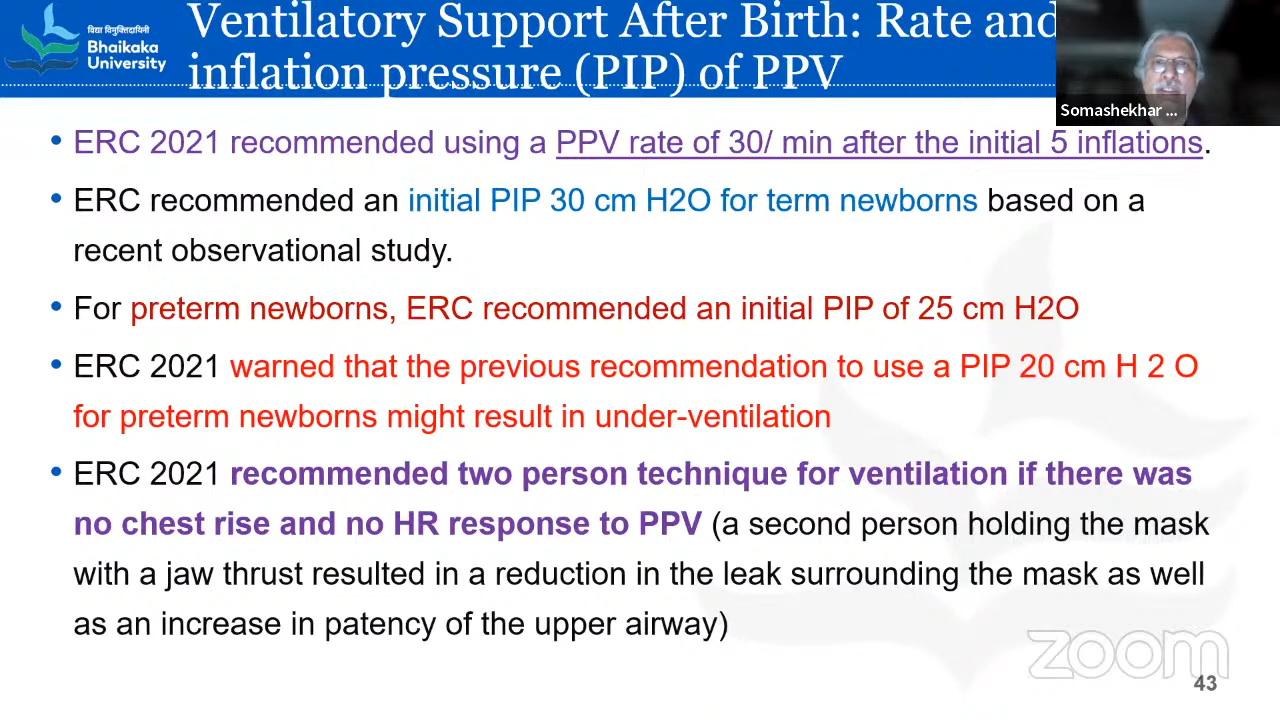 विद्या विमुक्तिदायिनी
Bhaikaka
University
Ventilatory Support After Birth: Rate and
inflation pressure (PIP) of PPV
Somashekhar ...
• ERC 2021 recommended using a PPV rate of 30/ min after the initial 5 inflations.
• ERC recommended an initial PIP 30 cm H2O for term newborns based on a
recent observational study.
• For preterm newborns, ERC recommended an initial PIP of 25 cm H2O
• ERC 2021 warned that the previous recommendation to use a PIP 20 cm H 2 O
for preterm newborns might result in under-ventilation
• ERC 2021 recommended two person technique for ventilation if there was
no chest rise and no HR response to PPV (a second person holding the mask
with a jaw thrust resulted in a reduction in the leak surrounding the mask as well
as an increase in patency of the upper airway)
zoom
43